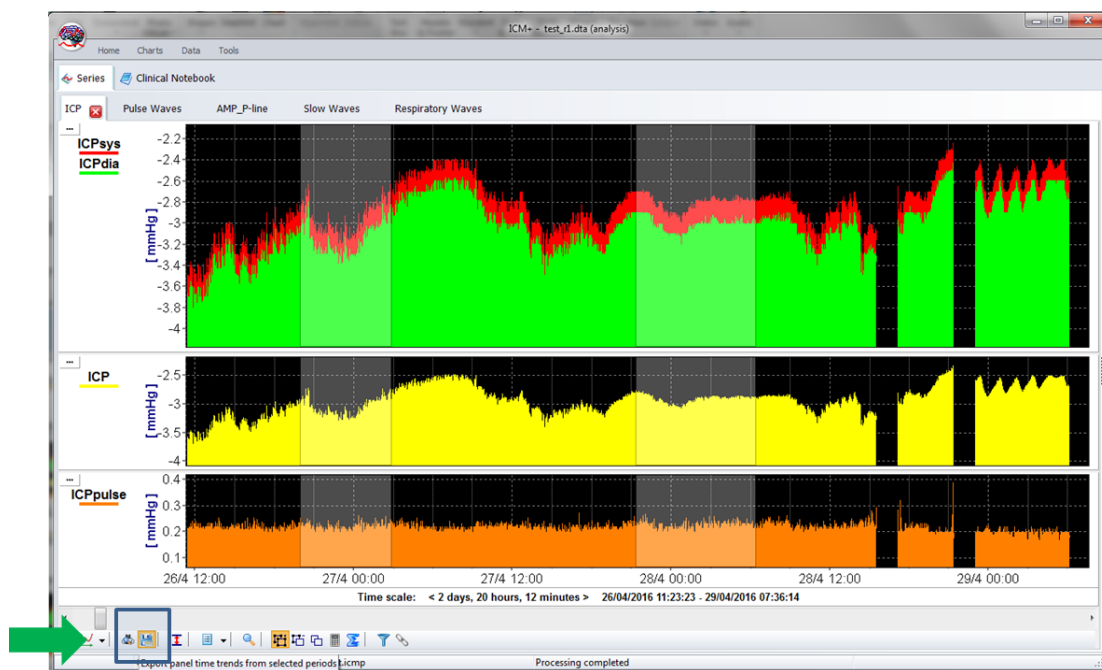 ICM+ - test_r1.dta (analysis)
Home Charts Data Tools
Series Clinical Notebook
ICP Pulse Waves AMP_P-line Slow Waves Respiratory Waves
ICPsys
ICPdia
[ mmHg ]
-2.2
-2.4
-2.6
-2.8
-3
-3.2
-3.4
-3.6
-3.8
-4
ICP
[ mmHg ]
-2.5
-3
-3.5
-4
ICPpulse
[ mmHg ]
0.4
0.3
0.2
0.1
26/4 12:00 27/4 00:00 27/4 12:00 28/4 00:00 28/4 12:00 29/4 00:00
Time scale: < 2 days, 20 hours, 12 minutes > 26/04/2016 11:23:23 - 29/04/2016 07:36:14
Export panel time trends from selected periods t.icmp Processing completed